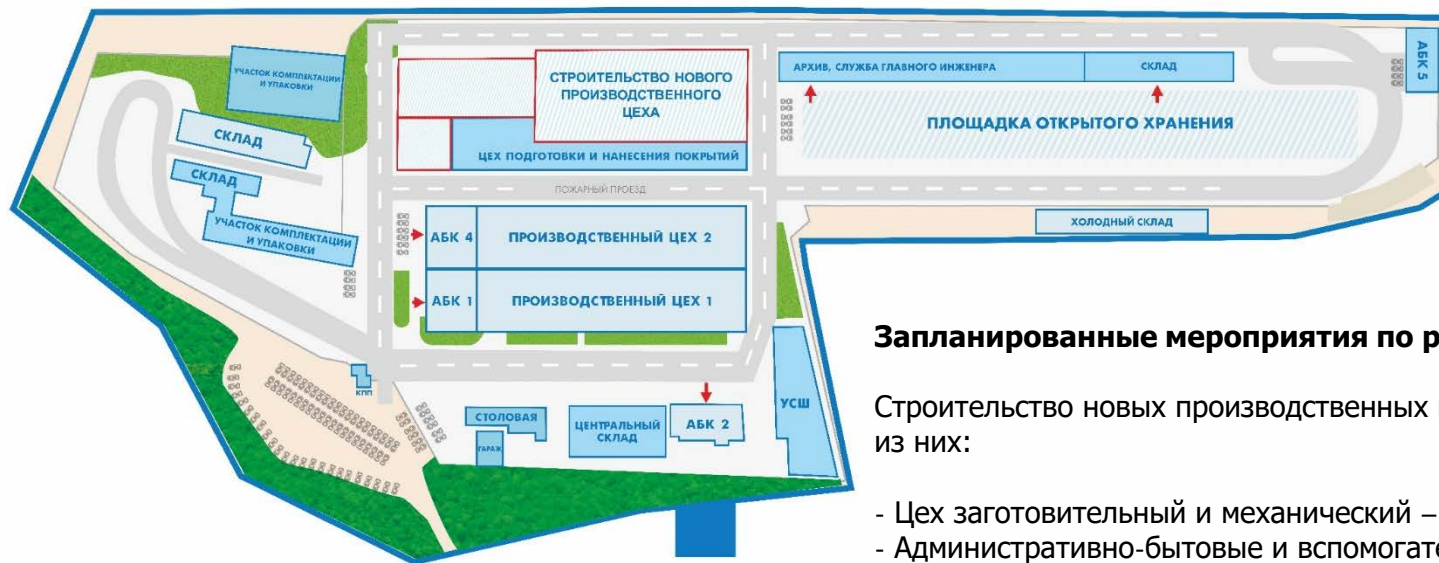 УЧАСТОК КОМПЛЕКТАЦИИ
И УПАКОВКИ
СКЛАД
СКЛАД
УЧАСТОК КОМПЛЕКТАЦИИ
И УПАКОВКИ
СТРОИТЕЛЬСТВО НОВОГО
ПРОИЗВОДСТВЕННОГО
ЦЕХА
ЦЕХ ПОДГОТОВКИ И НАНЕСЕНИЯ ПОКРЫТИЙ
АРХИВ, СЛУЖБА ГЛАВНОГО ИНЖЕНЕРА
СКЛАД
АБК 5
ПЛОЩАДКА ОТКРЫТОГО ХРАНЕНИЯ
ПОЖАРНЫЙ ПРОЕЗД
ХОЛОДНЫЙ СКЛАД
АБК 4
ПРОИЗВОДСТВЕННЫЙ ЦЕХ 2
АБК 1
ПРОИЗВОДСТВЕННЫЙ ЦЕХ 1
КПП
СТОЛОВАЯ
ГАРАЖ
ЦЕНТРАЛЬНЫЙ
СКЛАД
АБК 2
УСШ
Запланированные мероприятия по
Строительство новых производственных
из них:
- Цех заготовительный и механический –
- Административно-бытовые и